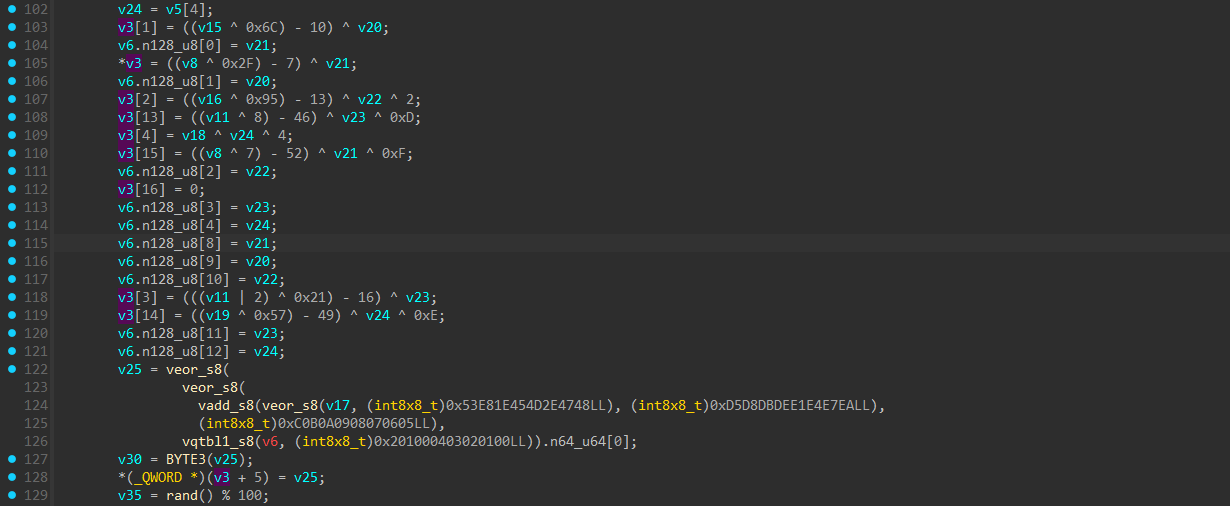 102 v24 = v5[4];
103 v3[1] = ((v15 ^ 0x6C) - 10) ^ v20;
104 v6.n128_u8[0] = v21;
105 *v3 = ((v8 ^ 0x2F) - 7) ^ v21;
106 v6.n128_u8[1] = v20;
107 v3[2] = ((v16 ^ 0x95) - 13) ^ v22 ^ 2;
108 v3[13] = ((v11 ^ 8) - 46) ^ v23 ^ 0xD;
109 v3[4] = v18 ^ v24 ^ 4;
110 v3[15] = ((v8 ^ 7) - 52) ^ v21 ^ 0xF;
111 v6.n128_u8[2] = v22;
112 v3[16] = 0;
113 v6.n128_u8[3] = v23;
114 v6.n128_u8[4] = v24;
115 v6.n128_u8[8] = v21;
116 v6.n128_u8[9] = v20;
117 v6.n128_u8[10] = v22;
118 v3[3] = (((v11 | 2) ^ 0x21) - 16) ^ v23;
119 v3[14] = ((v19 ^ 0x57) - 49) ^ v24 ^ 0xE;
120 v6.n128_u8[11] = v23;
121 v6.n128_u8[12] = v24;
122 v25 = veor_s8(
123 veor_s8(
124 vadd_s8(veor_s8(v17, (int8x8_t)0x53E81E454D2E4748LL), (int8x8_t)0xD5D8DBDEE1E4E7EALL),
125 (int8x8_t)0xC0B0A0908070605LL),
126 vqtbl1_s8(v6, (int8x8_t)0x201000403020100LL)).n64_u64[0];
127 v30 = BYTE3(v25);
128 *(_QWORD *)(v3 + 5) = v25;
129 v35 = rand() % 100;